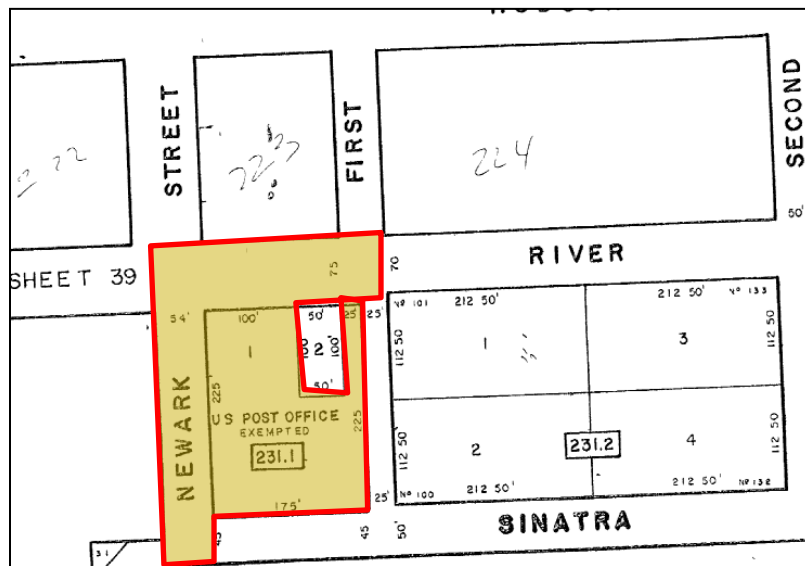 STREET
FIRST
SECOND
22
223
224
50'
SHEET 39
75
70
RIVER
54'
100'
50'
25'
25'
Nº 101
212 50'
212 50'
Nº 133
1
2
100'
1
3
112 50
112 50
225'
50'
US POST OFFICE
EXEMPTED
225
231.1
NEWARK
2
231.2
4
112 50
112 50
175'
25'
Nº 100
212 50'
212 50'
Nº 132
45
50'
SINATRA
31